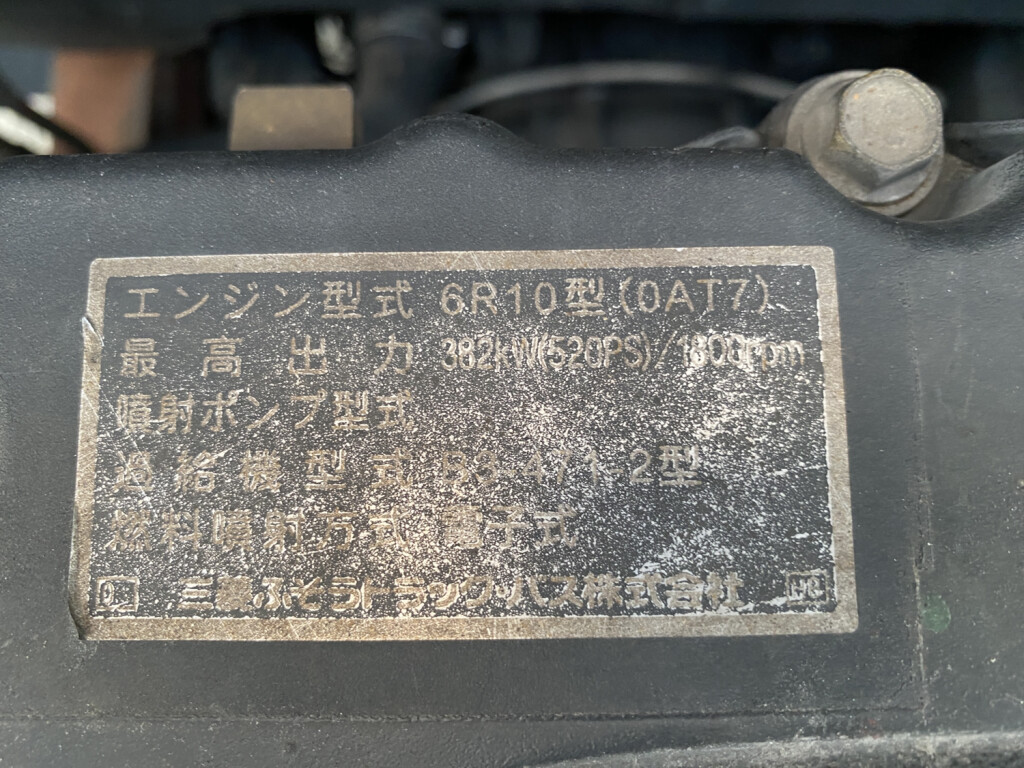 エンジン型式 6R10型(0AT7)
最高出力 382kW(520PS)/1800rpm
噴射ポンプ型式
過給機型式 B3-471-2型
燃料噴射方式 電子式
三菱ふそうトラック・バス株式会社